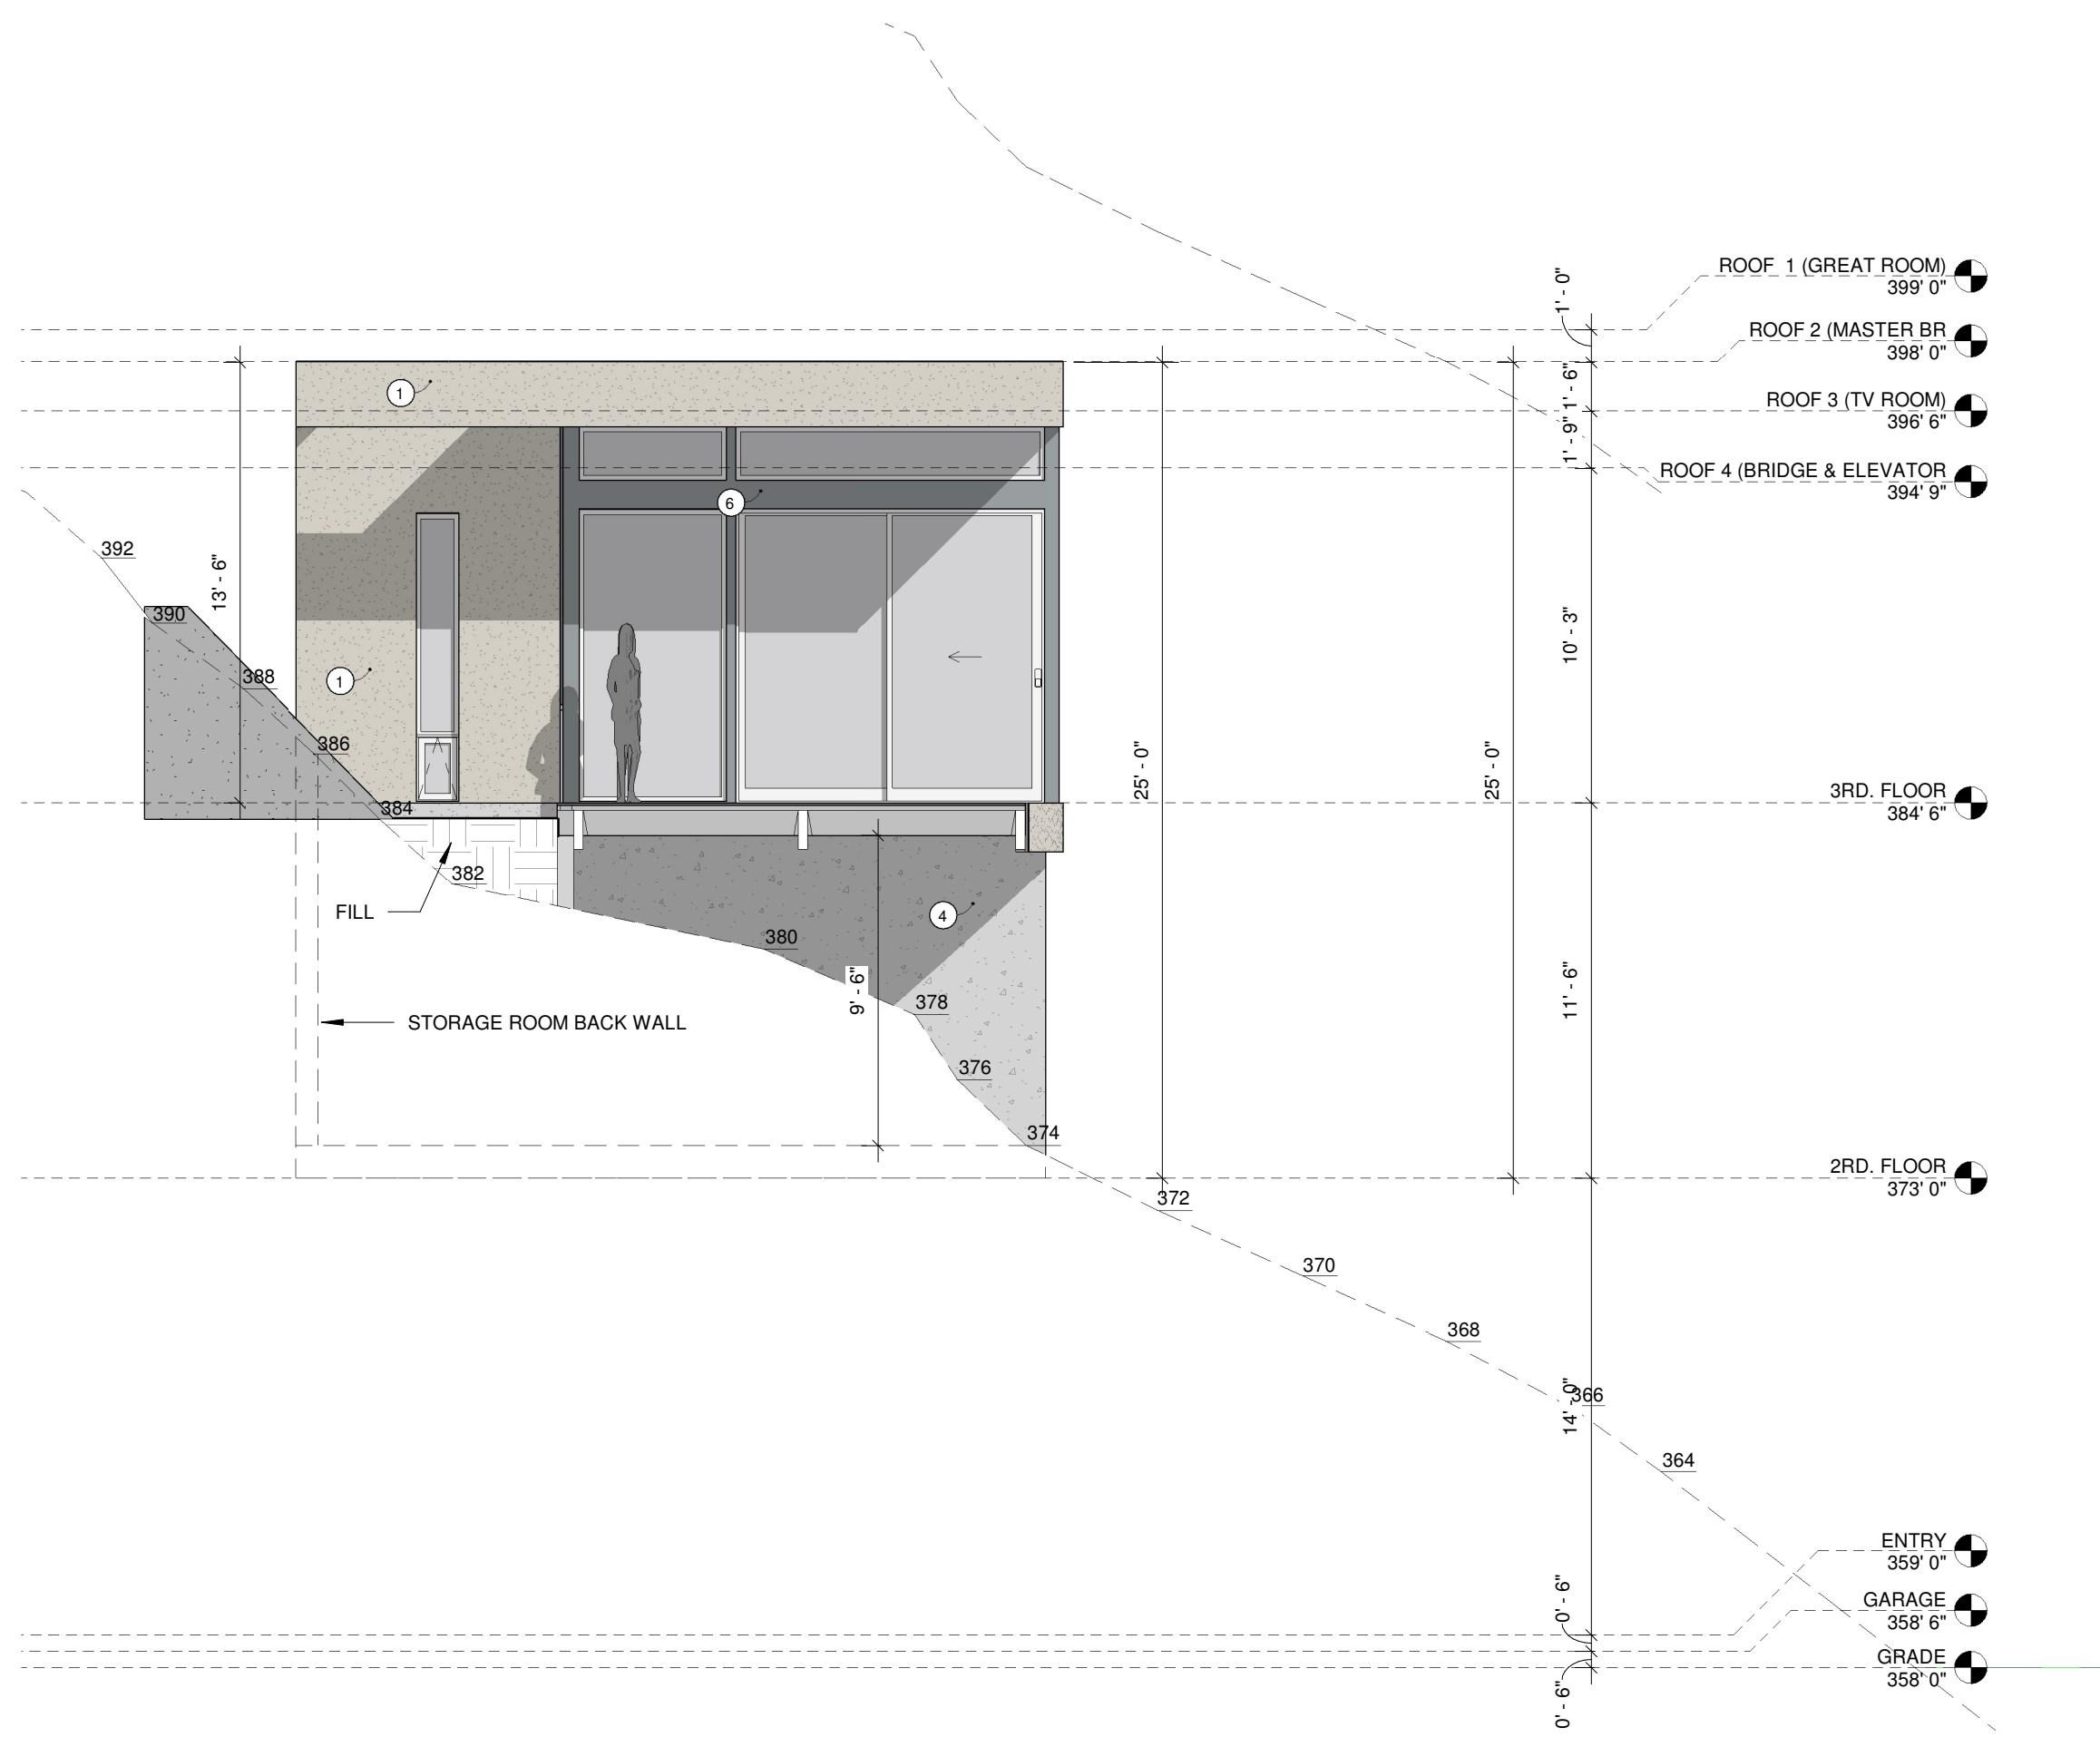 ROOF  1 (GREAT ROOM)
399' 0"
1' - 0"
ROOF 2 (MASTER BR
398' 0"
1' - 6"
ROOF 3 (TV ROOM)
396' 6"
1' - 9"
ROOF 4 (BRIDGE & ELEVATOR
394' 9"
1
6
392
13' - 6"
390
388
1
386
10' - 3"
25' - 0"
25' - 0"
3RD. FLOOR
384' 6"
384
382
FILL
4
380
9' - 6"
378
11' - 6"
STORAGE ROOM BACK WALL
376
374
2RD. FLOOR
373' 0"
372
370
368
366
14' - 0"
364
ENTRY
359' 0"
0' - 6"
GARAGE
358' 6"
GRADE
358' 0"
0' - 6"